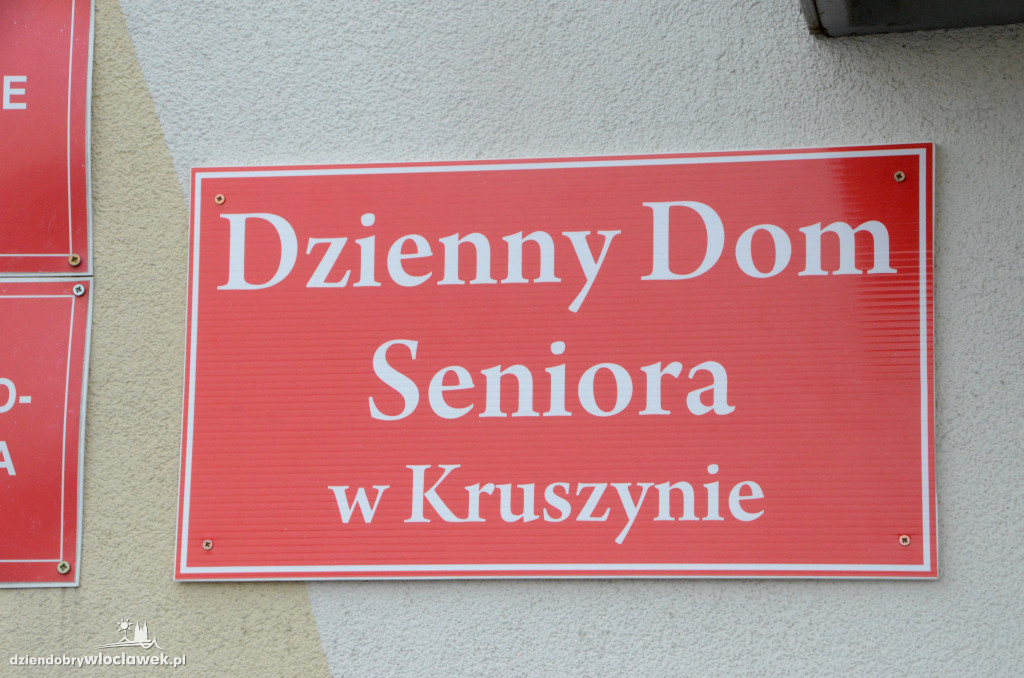 E
O-
A
Dzienny Dom
Seniora
w Kruszynie
dziendobrywloclawek.pl